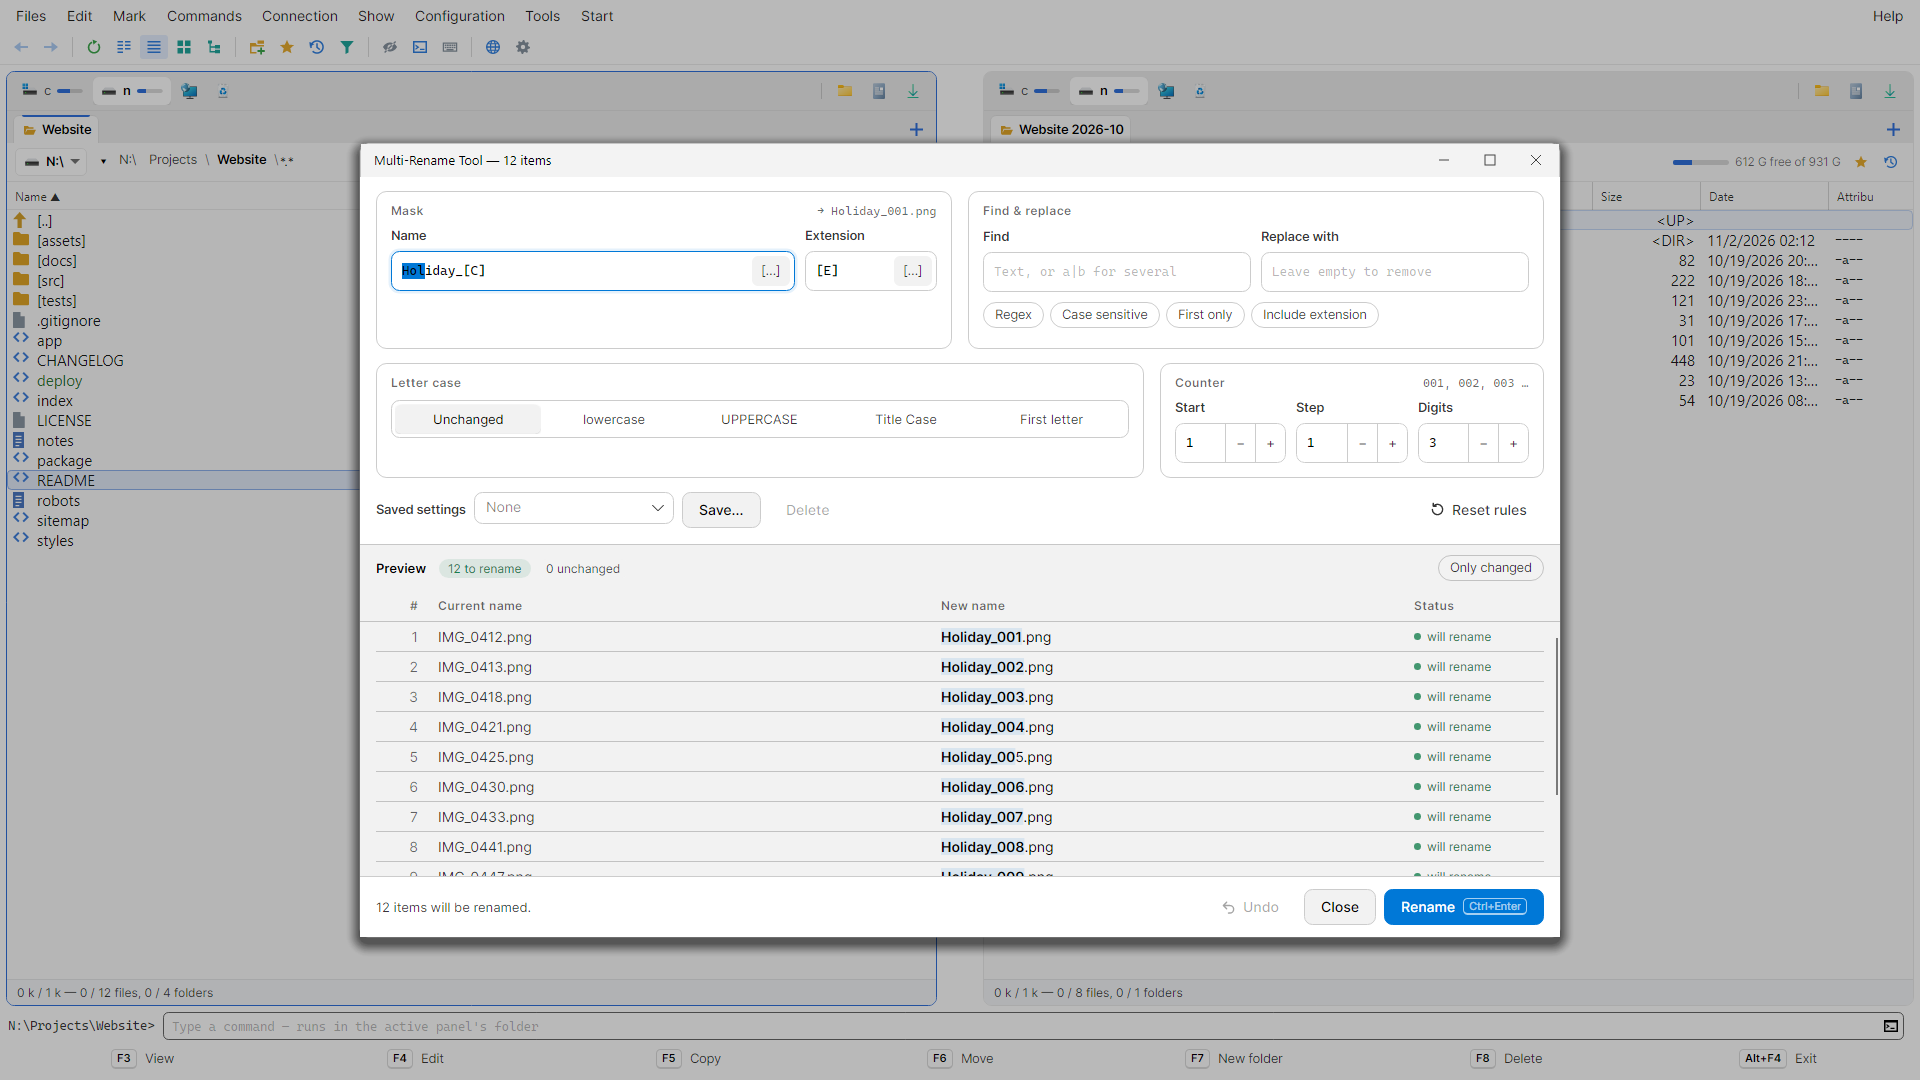 Files Edit Mark Commands Connection Show Configuration Tools Start Help
c n
c n
Website
Website 2026-10
N:\ N:\ Projects \ Website \*.*
612 G free of 931 G
Name
Size Date Attribu
[..]
<UP>
[assets]
<DIR> 11/2/2026 02:12 ----
[docs]
82 10/19/2026 20:... -a--
[src]
222 10/19/2026 18:... -a--
[tests]
121 10/19/2026 23:... -a--
.gitignore
31 10/19/2026 17:... -a--
app
101 10/19/2026 15:... -a--
CHANGELOG
448 10/19/2026 21:... -a--
deploy
23 10/19/2026 13:... -a--
index
54 10/19/2026 08:... -a--
LICENSE
notes
package
README
robots
sitemap
styles
Multi-Rename Tool — 12 items
Mask → Holiday_001.png
Name Extension
Holiday_[C] [...] [E] [...]
Find & replace
Find Replace with
Text, or a|b for several Leave empty to remove
Regex Case sensitive First only Include extension
Letter case
Unchanged lowercase UPPERCASE Title Case First letter
Counter 001, 002, 003 …
Start Step Digits
1 − + 1 − + 3 − +
Saved settings None Save... Delete Reset rules
Preview 12 to rename 0 unchanged Only changed
# Current name New name Status
1 IMG_0412.png Holiday_001.png will rename
2 IMG_0413.png Holiday_002.png will rename
3 IMG_0418.png Holiday_003.png will rename
4 IMG_0421.png Holiday_004.png will rename
5 IMG_0425.png Holiday_005.png will rename
6 IMG_0430.png Holiday_006.png will rename
7 IMG_0433.png Holiday_007.png will rename
8 IMG_0441.png Holiday_008.png will rename
9 IMG_0447.png Holiday_009.png will rename
12 items will be renamed. Undo Close Rename Ctrl+Enter
0 k / 1 k — 0 / 12 files, 0 / 4 folders
0 k / 1 k — 0 / 8 files, 0 / 1 folders
N:\Projects\Website> Type a command — runs in the active panel's folder
F3 View F4 Edit F5 Copy F6 Move F7 New folder F8 Delete Alt+F4 Exit